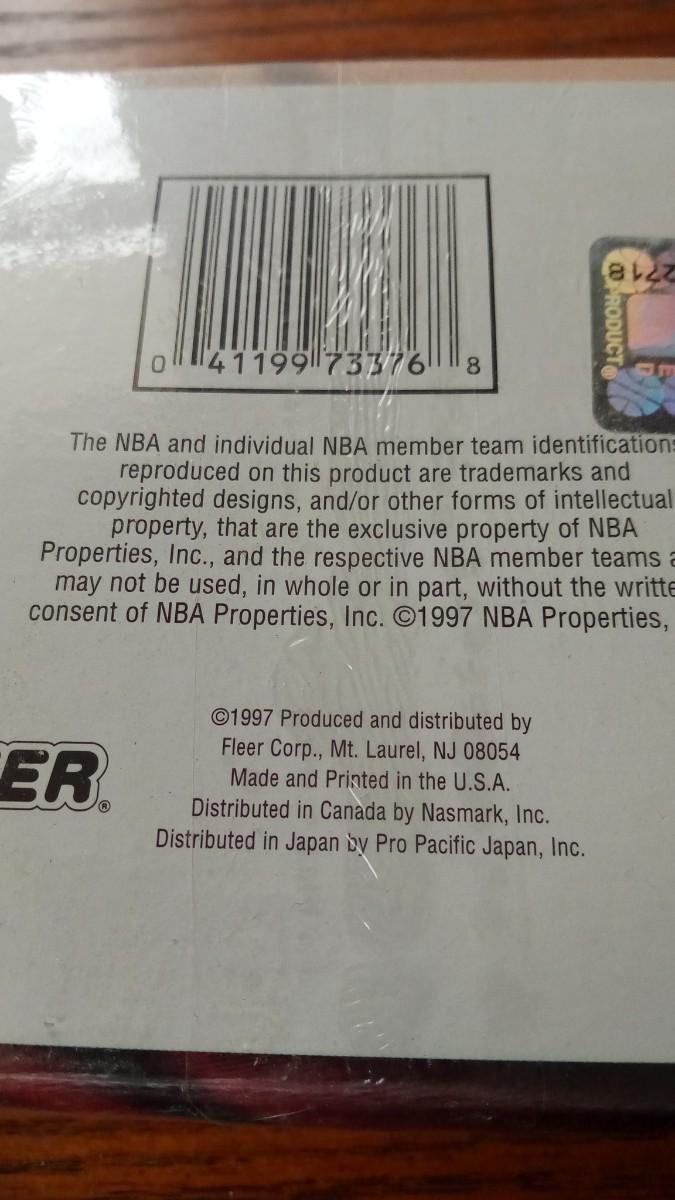 0 41199 73376 8
2718
PRODUCT®
The NBA and individual NBA member team identifications
reproduced on this product are trademarks and
copyrighted designs, and/or other forms of intellectual
property, that are the exclusive property of NBA
Properties, Inc., and the respective NBA member teams a
may not be used, in whole or in part, without the writte
consent of NBA Properties, Inc. ©1997 NBA Properties,
©1997 Produced and distributed by
Fleer Corp., Mt. Laurel, NJ 08054
Made and Printed in the U.S.A.
Distributed in Canada by Nasmark, Inc.
Distributed in Japan by Pro Pacific Japan, Inc.
ER®